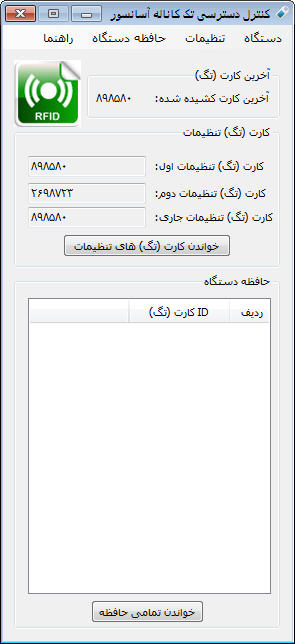 کنترل دسترسی تک کاناله آسانسور
دستگاه تنظیمات حافظه دستگاه راهنما
RFID
آخرین کارت (تگ)
آخرین کارت کشیده شده: ۸۹۸۵۸۰
کارت (تگ) تنظیمات
کارت (تگ) تنظیمات اول: ۸۹۸۵۸۰
کارت (تگ) تنظیمات دوم: ۲۶۹۸۷۲۳
کارت (تگ) تنظیمات جاری: ۸۹۸۵۸۰
خواندن کارت (تگ) های تنظیمات
حافظه دستگاه
ردیف ID کارت (تگ)
خواندن تمامی حافظه